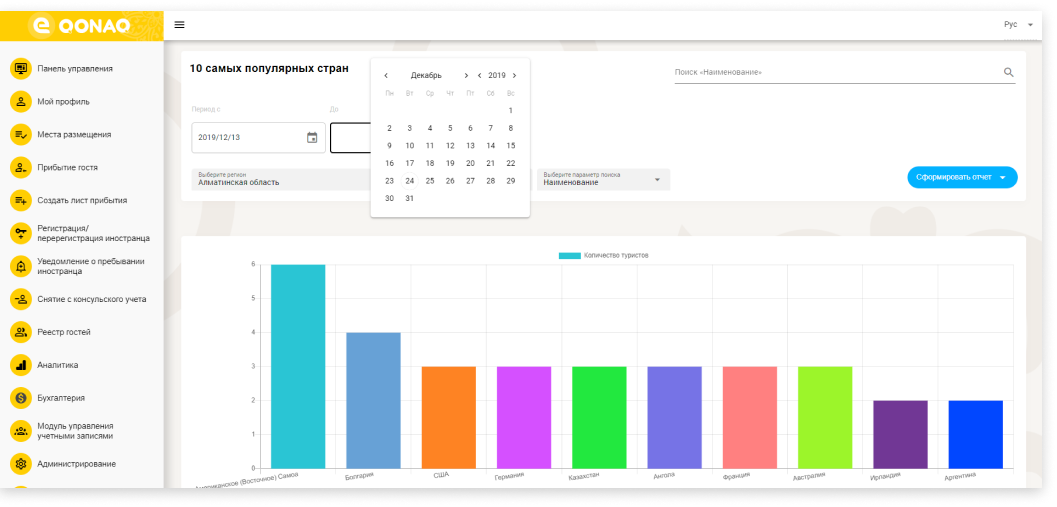 QONAQ
Рус
Панель управления
Мой профиль
Места размещения
Прибытие гостя
Создать лист прибытия
Регистрация/
перерегистрация иностранца
Уведомление о пребывании
иностранца
Снятие с консульского учета
Реестр гостей
Аналитика
Бухгалтерия
Модуль управления
учетными записями
Администрирование
10 самых популярных стран
Поиск «Наименование»
Период с
До
2019/12/13
Выберите регион
Алматинская область
Декабрь 2019
Пн Вт Ср Чт Пт Сб Вс
1
2 3 4 5 6 7 8
9 10 11 12 13 14 15
16 17 18 19 20 21 22
23 24 25 26 27 28 29
30 31
Выберите параметр поиска
Наименование
Сформировать отчет
Количество туристов
6
5
4
3
2
1
0
Американское (Восточное) Самоа
Болгария
США
Германия
Казахстан
Ангола
Франция
Австралия
Ирландия
Аргентина